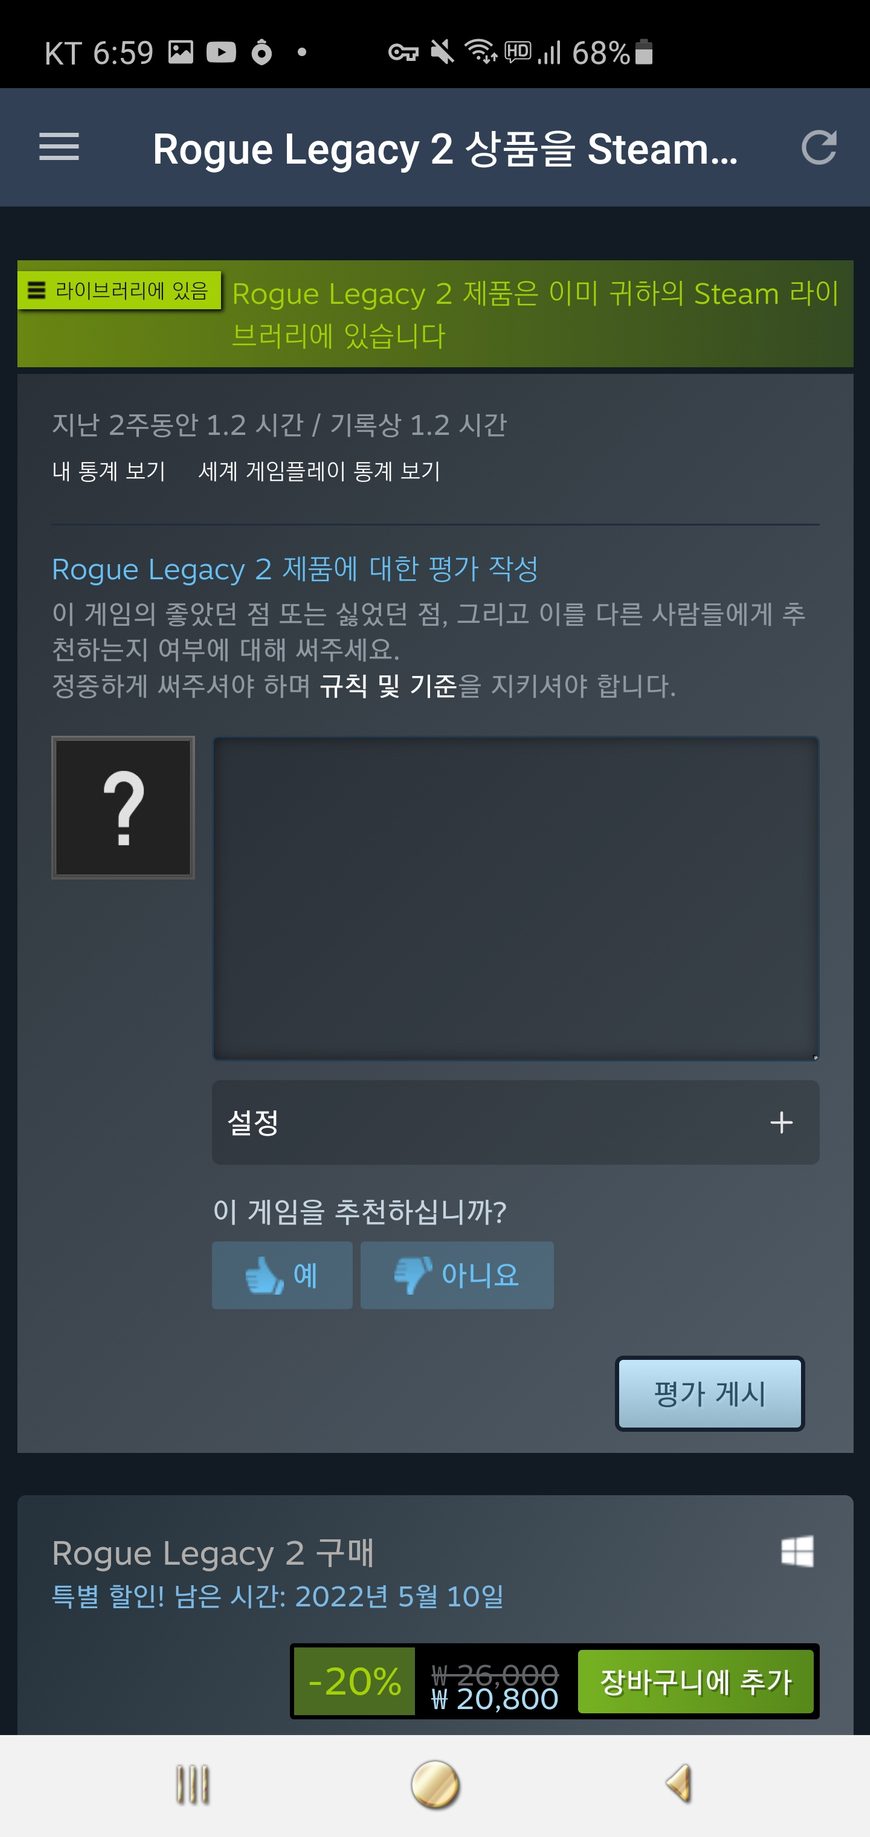 KT 6:59 HD 68%
Rogue Legacy 2 상품을 Steam...
라이브러리에 있음
Rogue Legacy 2 제품은 이미 귀하의 Steam 라이
브러리에 있습니다
지난 2주동안 1.2 시간 / 기록상 1.2 시간
내 통계 보기 세계 게임플레이 통계 보기
Rogue Legacy 2 제품에 대한 평가 작성
이 게임의 좋았던 점 또는 싫었던 점, 그리고 이를 다른 사람들에게 추
천하는지 여부에 대해 써주세요.
정중하게 써주셔야 하며 규칙 및 기준을 지키셔야 합니다.
?
설정 +
이 게임을 추천하십니까?
예 아니요
평가 게시
Rogue Legacy 2 구매
특별 할인! 남은 시간: 2022년 5월 10일
-20%
₩ 26,000
₩ 20,800
장바구니에 추가